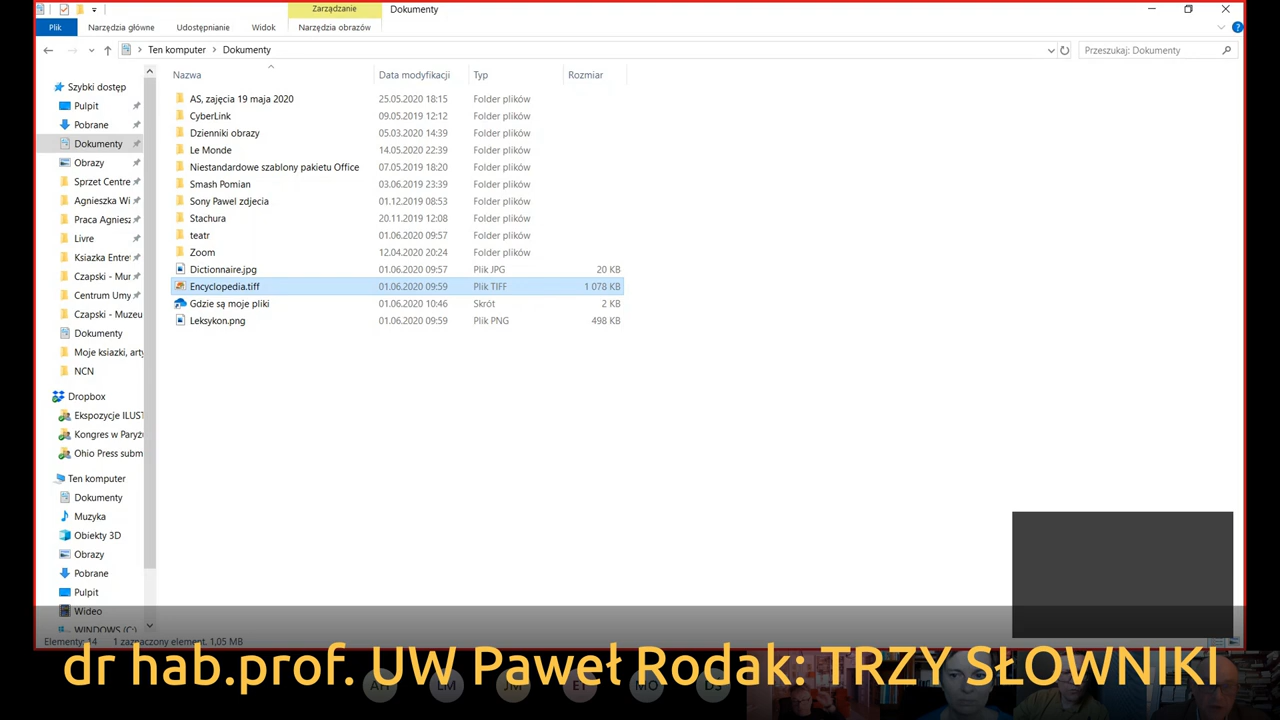 Zarządzanie
Dokumenty
Plik
Narzędzia główne
Udostępnianie
Widok
Narzędzia obrazów
Ten komputer
Dokumenty
Przeszukaj: Dokumenty
Nazwa
Data modyfikacji
Typ
Rozmiar
Szybki dostęp
Pulpit
Pobrane
Dokumenty
Obrazy
Sprzet Centre
Agnieszka Wi
Praca Agniesz
Livre
Ksiazka Entre
Czapski - Mur
Centrum Umy
Czapski - Muzeu
Dokumenty
Moje ksiazki, arty
NCN
Dropbox
Ekspozycje ILUST
Kongres w Paryżu
Ohio Press subm
Ten komputer
Dokumenty
Muzyka
Obiekty 3D
Obrazy
Pobrane
Pulpit
Wideo
WINDOWS (C:)
AS, zajęcia 19 maja 2020 25.05.2020 18:15 Folder plików
CyberLink 09.05.2019 12:12 Folder plików
Dzienniki obrazy 05.03.2020 14:39 Folder plików
Le Monde 14.05.2020 22:39 Folder plików
Niestandardowe szablony pakietu Office 07.05.2019 18:20 Folder plików
Smash Pomian 03.06.2019 23:39 Folder plików
Sony Pawel zdjecia 01.12.2019 08:53 Folder plików
Stachura 20.11.2019 12:08 Folder plików
teatr 01.06.2020 09:57 Folder plików
Zoom 12.04.2020 20:24 Folder plików
Dictionnaire.jpg 01.06.2020 09:57 Plik JPG 20 KB
Encyclopedia.tiff 01.06.2020 09:59 Plik TIFF 1 078 KB
Gdzie są moje pliki 01.06.2020 10:46 Skrót 2 KB
Leksykon.png 01.06.2020 09:59 Plik PNG 498 KB
Elementy: 14 1 zaznaczony element. 1,05 MB
dr hab.prof. UW Paweł Rodak: TRZY SŁOWNIKI
AH LM JM ET MO DS